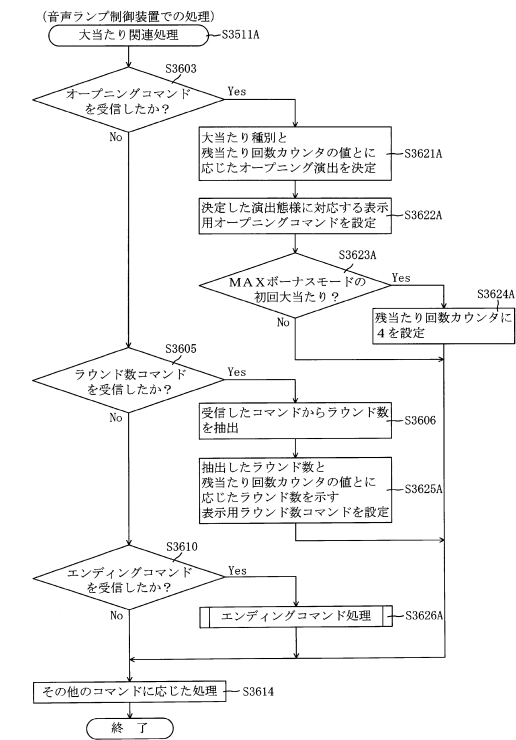 (音声ランプ制御装置での処理)
大当たり関連処理
S3511A
S3603
オープニングコマンド
を受信したか?
Yes
No
大当たり種別と
残当たり回数カウンタの値とに
応じたオープニング演出を決定
S3621A
決定した演出態様に対応する表示
用オープニングコマンドを設定
S3622A
S3623A
MAXボーナスモードの
初回大当たり?
Yes
No
S3624A
残当たり回数カウンタに
4を設定
S3605
ラウンド数コマンド
を受信したか?
Yes
No
受信したコマンドからラウンド数
を抽出
S3606
抽出したラウンド数と
残当たり回数カウンタの値とに
応じたラウンド数を示す
表示用ラウンド数コマンドを設定
S3625A
S3610
エンディングコマンド
を受信したか?
Yes
No
エンディングコマンド処理
S3626A
その他のコマンドに応じた処理
S3614
終 了